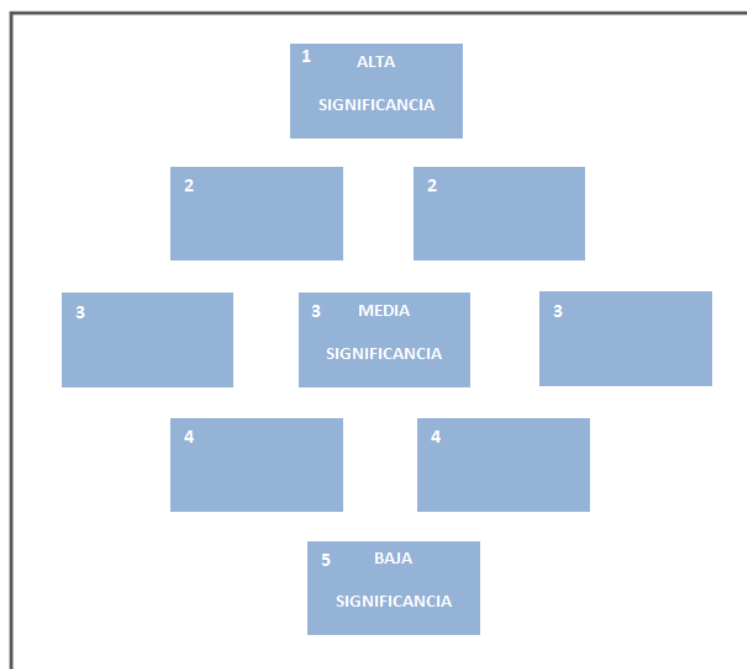 1 ALTA
SIGNIFICANCIA
2 2
3 3 MEDIA 3
SIGNIFICANCIA
4 4
5 BAJA
SIGNIFICANCIA